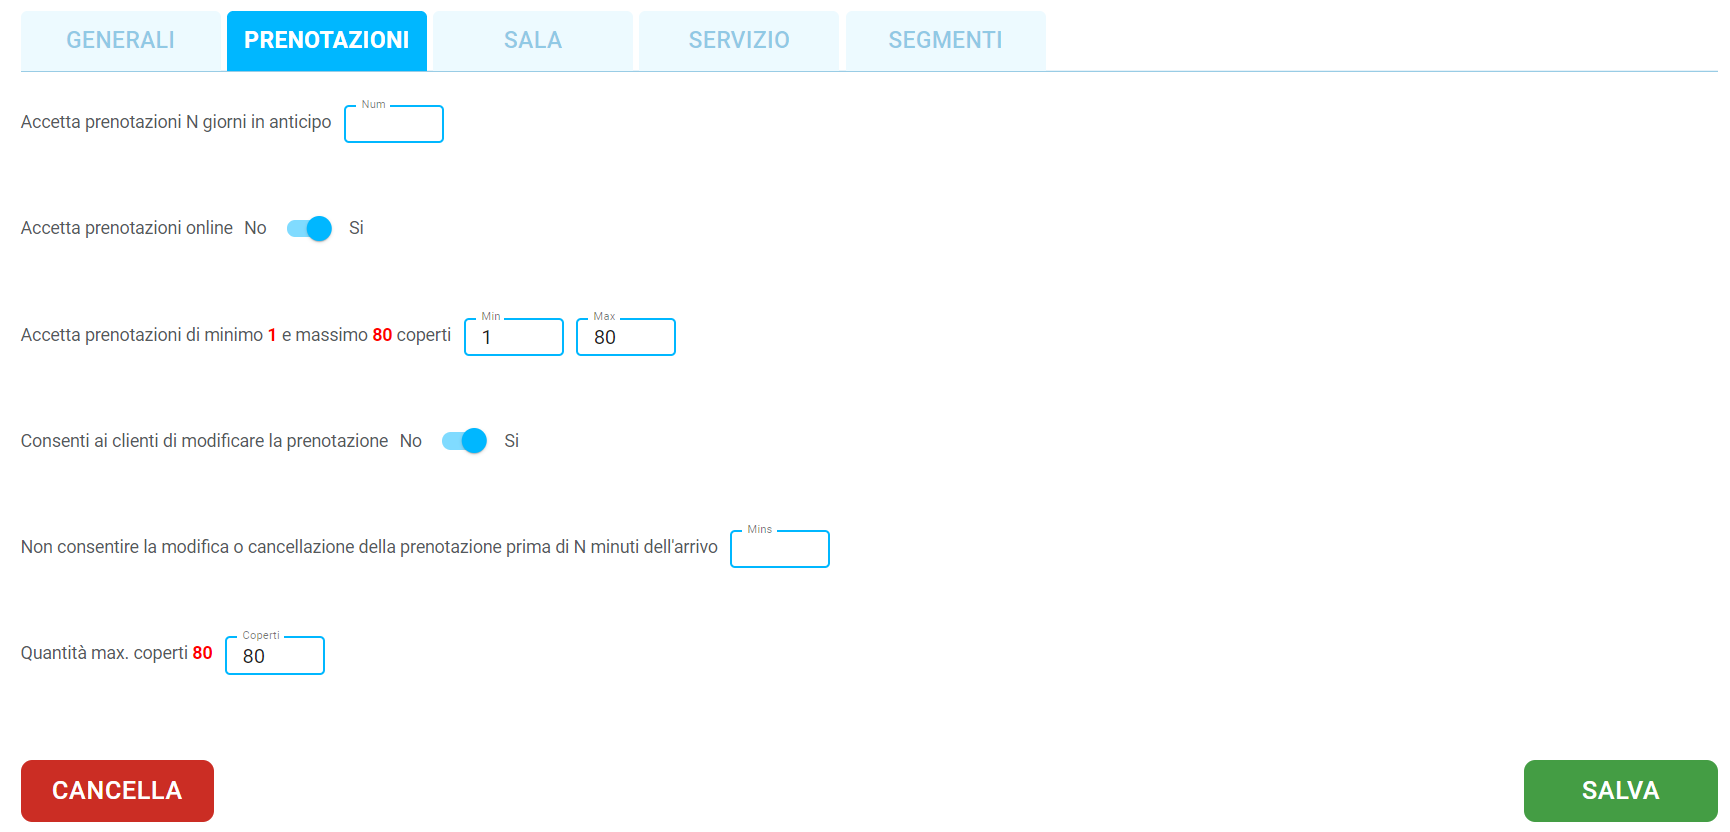 GENERALI PRENOTAZIONI SALA SERVIZIO SEGMENTI
Num
Accetta prenotazioni N giorni in anticipo
Accetta prenotazioni online No Si
Min Max
Accetta prenotazioni di minimo 1 e massimo 80 coperti 1 80
Consenti ai clienti di modificare la prenotazione No Si
Mins
Non consentire la modifica o cancellazione della prenotazione prima di N minuti dell'arrivo
Coperti
Quantità max. coperti 80 80
CANCELLA SALVA